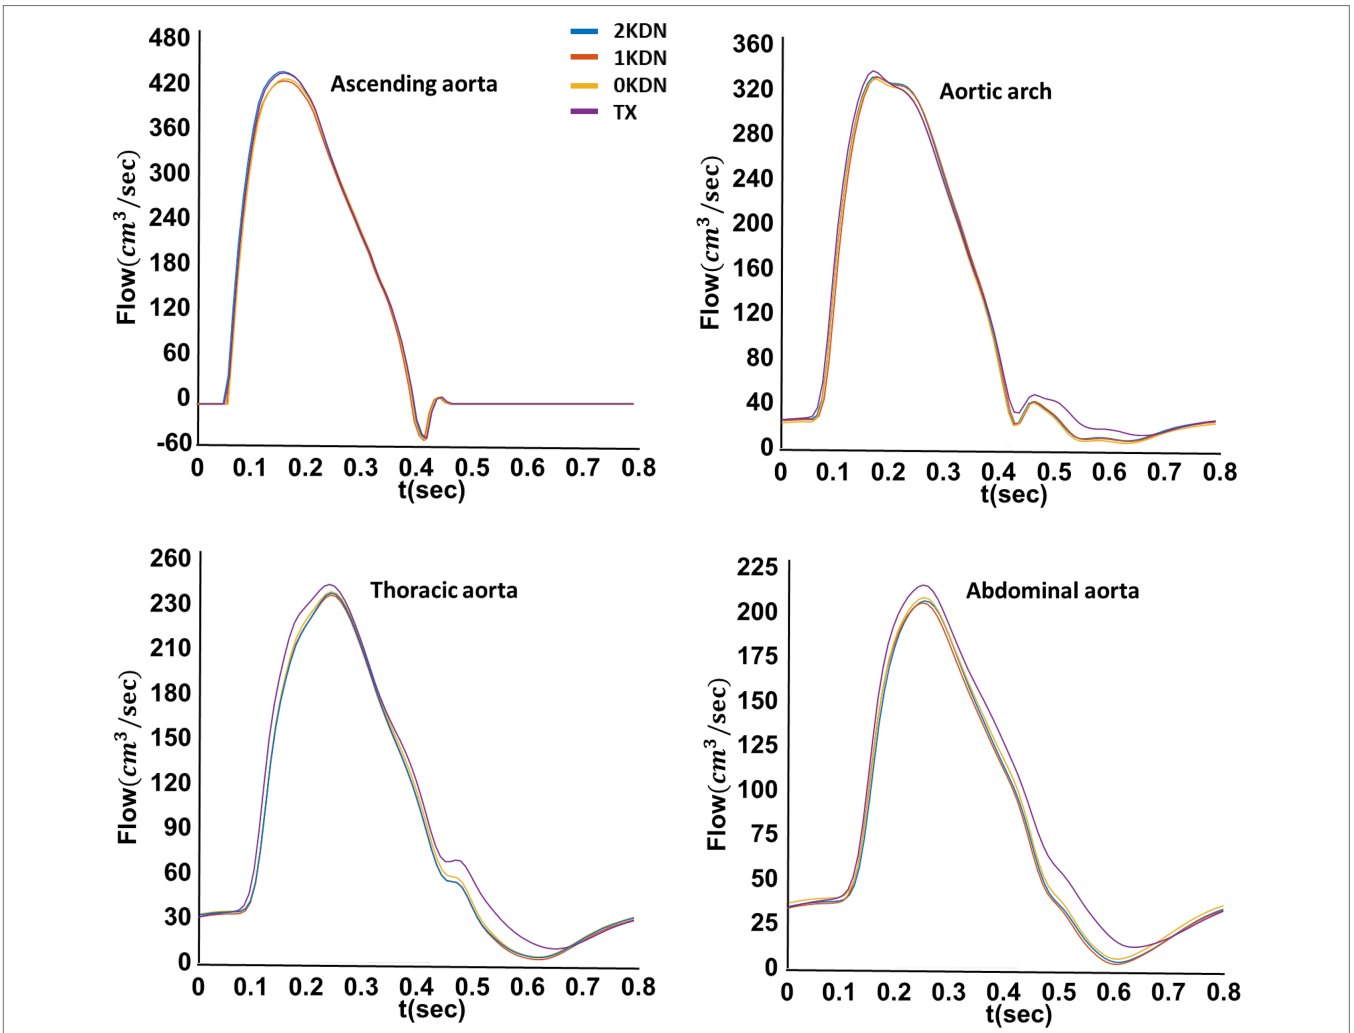 2KDN
1KDN
0KDN
TX
Ascending aorta
Flow(cm³/sec)
480
420
360
300
240
180
120
60
0
-60
0 0.1 0.2 0.3 0.4 0.5 0.6 0.7 0.8
t(sec)
Aortic arch
Flow(cm³/sec)
360
320
280
240
200
160
120
80
40
0
0 0.1 0.2 0.3 0.4 0.5 0.6 0.7 0.8
t(sec)
Thoracic aorta
Flow(cm³/sec)
260
230
210
180
150
120
90
60
30
0
0 0.1 0.2 0.3 0.4 0.5 0.6 0.7 0.8
t(sec)
Abdominal aorta
Flow(cm³/sec)
225
200
175
150
125
100
75
50
25
0
0 0.1 0.2 0.3 0.4 0.5 0.6 0.7 0.8
t(sec)